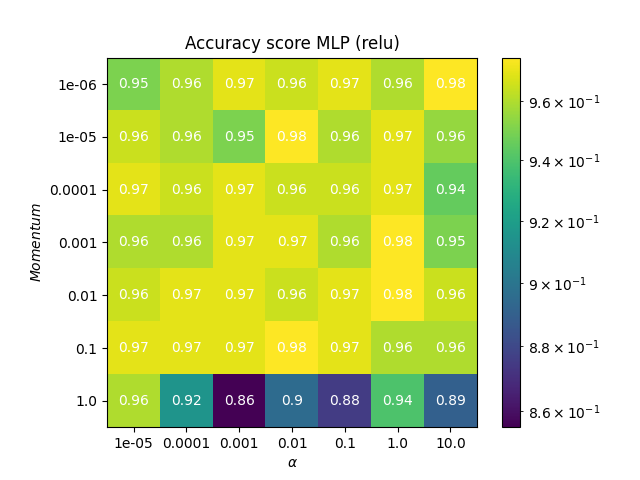 Accuracy score MLP (relu)
1e-06 0.95 0.96 0.97 0.96 0.97 0.96 0.98
1e-05 0.96 0.96 0.95 0.98 0.96 0.97 0.96
0.0001 0.97 0.96 0.97 0.96 0.96 0.97 0.94
0.001 0.96 0.96 0.97 0.97 0.96 0.98 0.95
0.01 0.96 0.97 0.97 0.96 0.97 0.98 0.96
0.1 0.97 0.97 0.97 0.98 0.97 0.96 0.96
1.0 0.96 0.92 0.86 0.9 0.88 0.94 0.89
1e-05 0.0001 0.001 0.01 0.1 1.0 10.0
α
Momentum
9.6 × 10⁻¹
9.4 × 10⁻¹
9.2 × 10⁻¹
9 × 10⁻¹
8.8 × 10⁻¹
8.6 × 10⁻¹